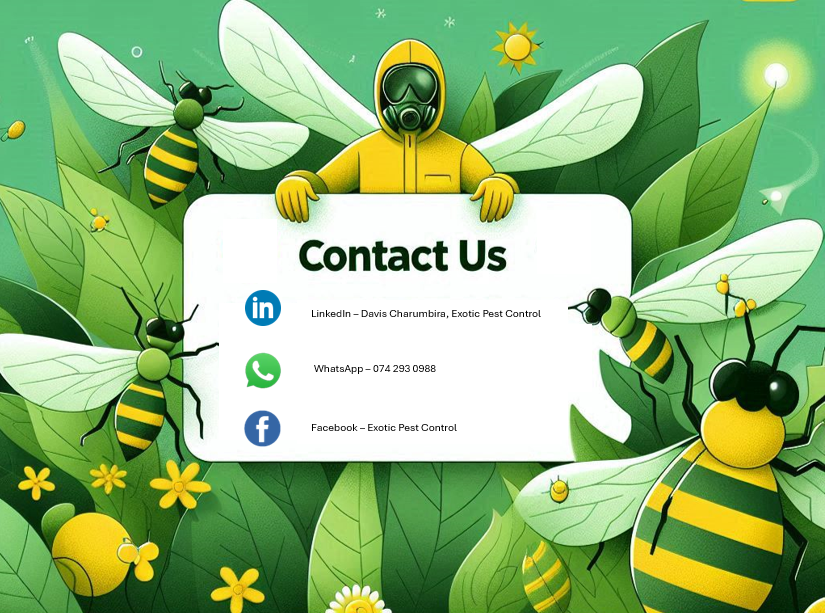 Contact Us
in
LinkedIn – Davis Charumbira, Exotic Pest Control
WhatsApp – 074 293 0988
f
Facebook – Exotic Pest Control